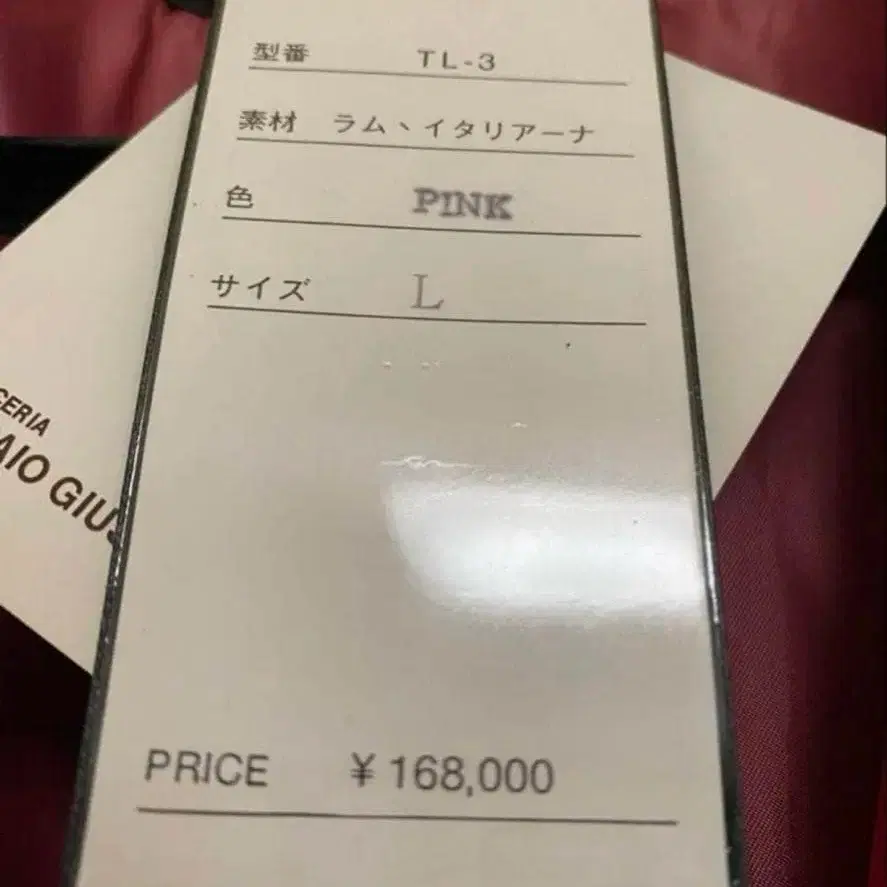 型番 TL-3
素材 ラム、イタリアーナ
色 PINK
サイズ L
PRICE ¥168,000
CERIA
AIO GIUS